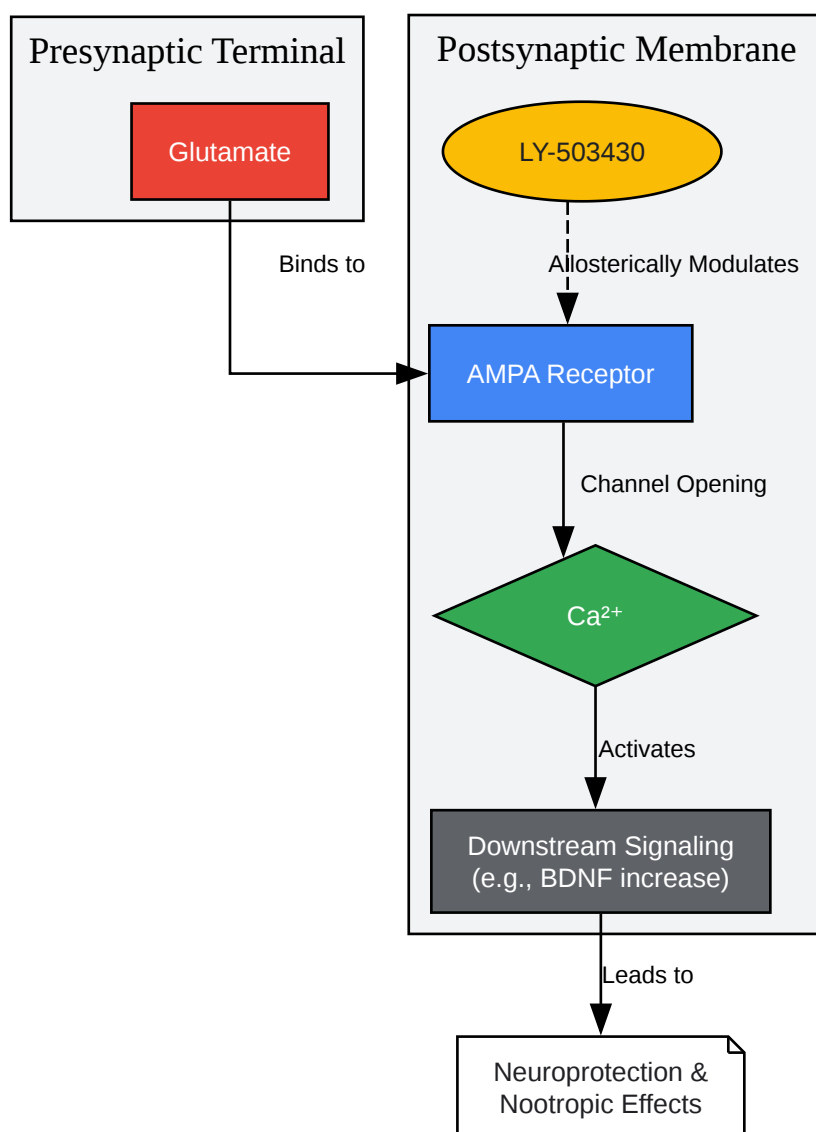 Presynaptic Terminal
Postsynaptic Membrane
Glutamate
LY-503430
Binds to
Allosterically Modulates
AMPA Receptor
Channel Opening
Ca²⁺
Activates
Downstream Signaling
(e.g., BDNF increase)
Leads to
Neuroprotection &
Nootropic Effects